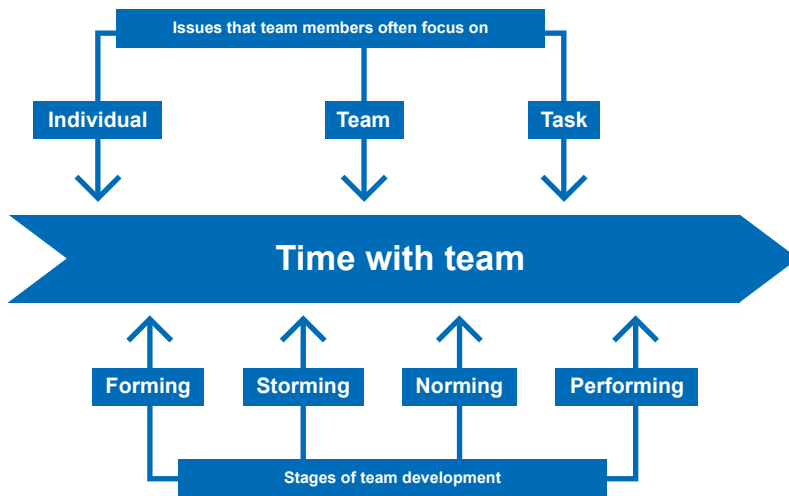 Issues that team members often focus on
Individual
Team
Task
Time with team
Forming
Storming
Norming
Performing
Stages of team development